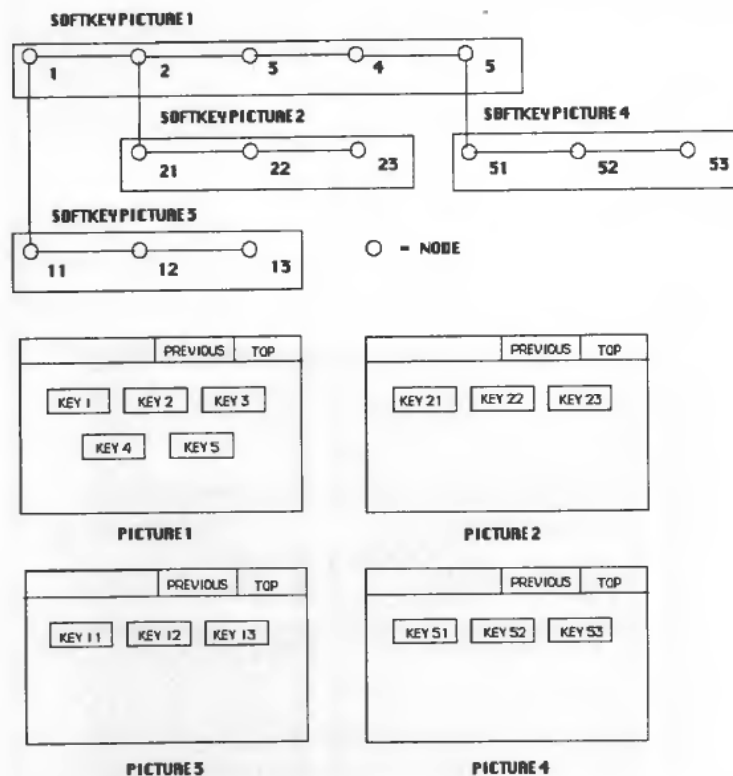 SOFTKEY PICTURE 1
1 2 3 4 5
SOFTKEY PICTURE 2 SOFTKEY PICTURE 4
21 22 23 51 52 53
SOFTKEY PICTURE 3
11 12 13 = NODE
PREVIOUS TOP PREVIOUS TOP
KEY 1 KEY 2 KEY 3 KEY 21 KEY 22 KEY 23
KEY 4 KEY 5
PICTURE 1 PICTURE 2
PREVIOUS TOP PREVIOUS TOP
KEY 11 KEY 12 KEY 13 KEY 51 KEY 52 KEY 53
PICTURE 3 PICTURE 4